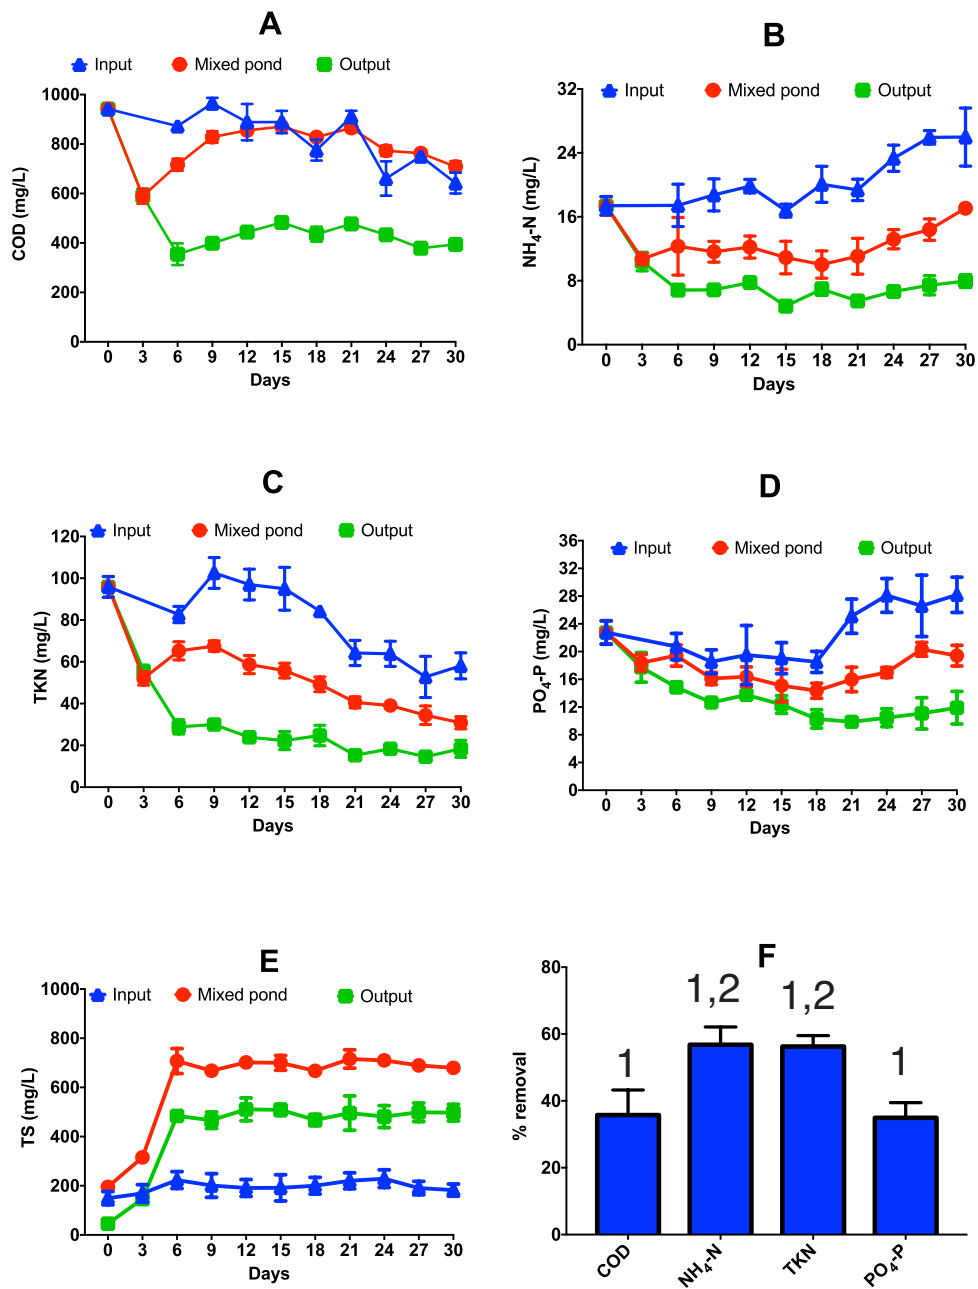 A
Input Mixed pond Output
1000
800
600
400
200
0
COD (mg/L)
0 3 6 9 12 15 18 21 24 27 30
Days
B
Input Mixed pond Output
32
24
16
8
0
NH4-N (mg/L)
0 3 6 9 12 15 18 21 24 27 30
Days
C
Input Mixed pond Output
120
100
80
60
40
20
0
TKN (mg/L)
0 3 6 9 12 15 18 21 24 27 30
Days
D
Input Mixed pond Output
36
32
28
24
20
16
12
8
4
0
PO4-P (mg/L)
0 3 6 9 12 15 18 21 24 27 30
Days
E
Input Mixed pond Output
1000
800
600
400
200
0
TS (mg/L)
0 3 6 9 12 15 18 21 24 27 30
Days
F
80
60
40
20
0
% removal
1 1,2 1,2 1
COD NH4-N TKN PO4-P